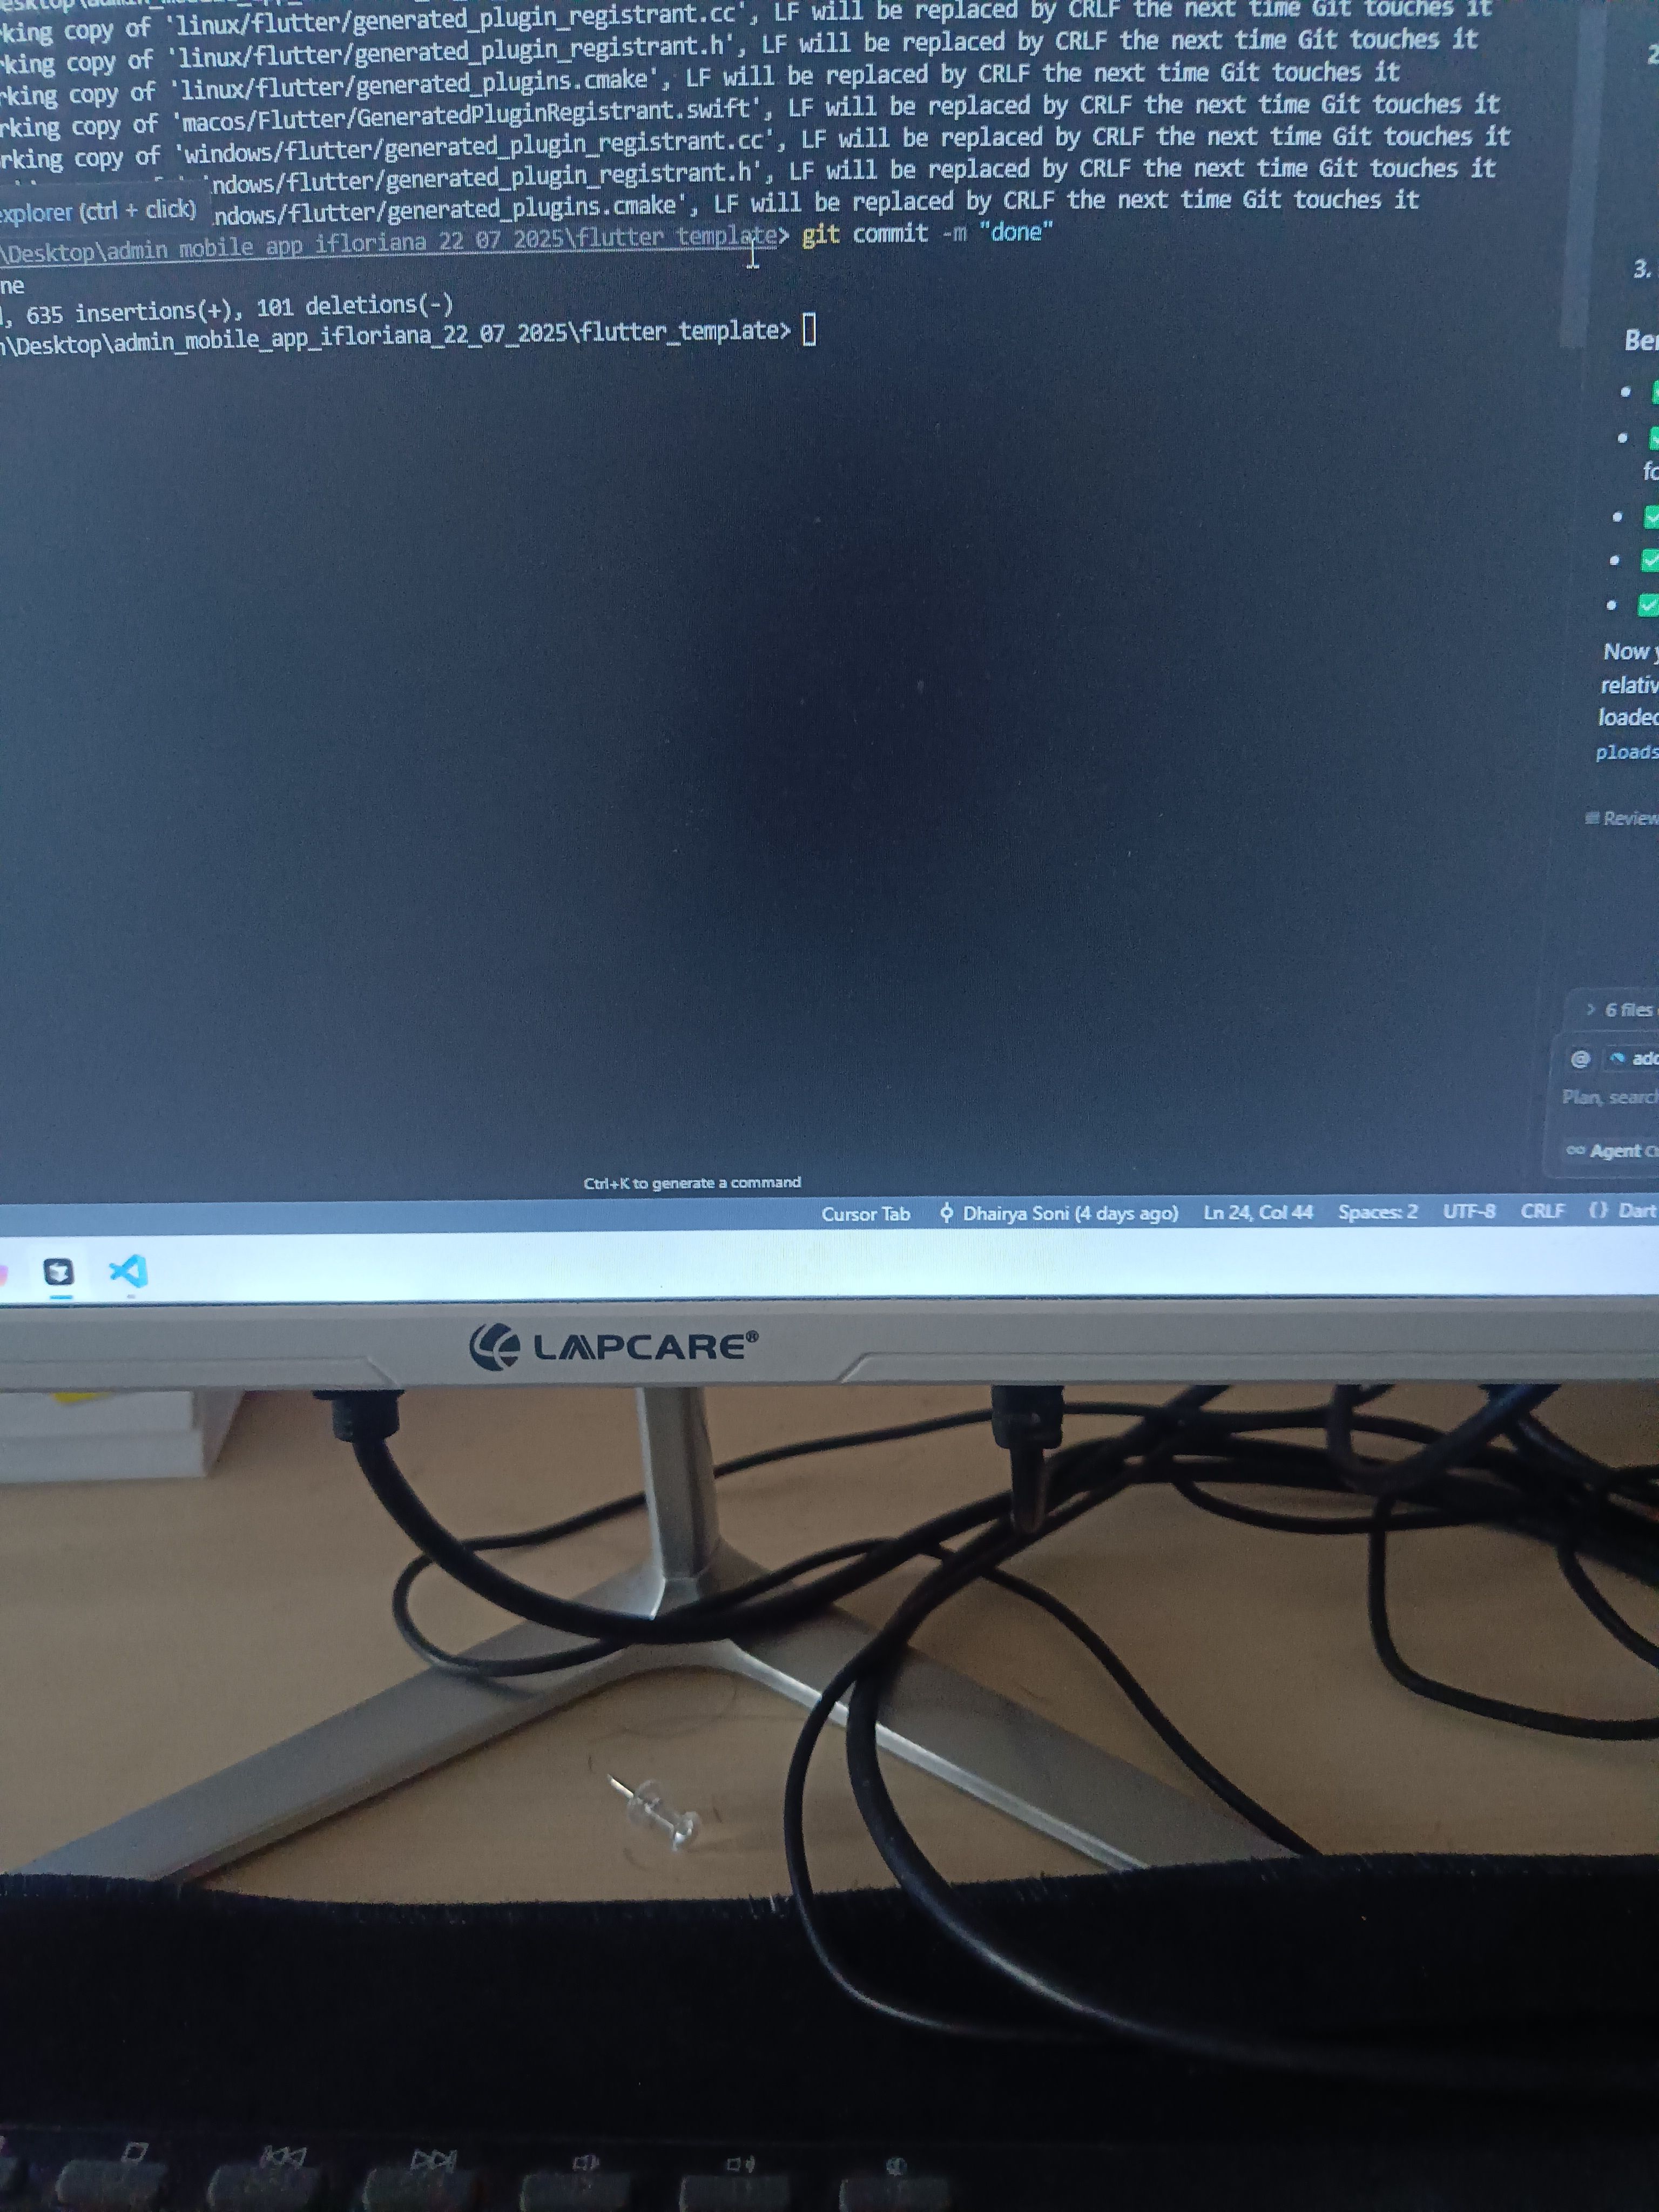 king copy of 'linux/flutter/generated_plugin_registrant.cc', LF will be replaced by CRLF the next time Git touches it
king copy of 'linux/flutter/generated_plugin_registrant.h', LF will be replaced by CRLF the next time Git touches it
king copy of 'linux/flutter/generated_plugins.cmake', LF will be replaced by CRLF the next time Git touches it
rking copy of 'macos/Flutter/GeneratedPluginRegistrant.swift', LF will be replaced by CRLF the next time Git touches it
rking copy of 'windows/flutter/generated_plugin_registrant.cc', LF will be replaced by CRLF the next time Git touches it
ndows/flutter/generated_plugin_registrant.h', LF will be replaced by CRLF the next time Git touches it
explorer (ctrl + click) ndows/flutter/generated_plugins.cmake', LF will be replaced by CRLF the next time Git touches it
\Desktop\admin_mobile_app_ifloriana_22_07_2025\flutter_template> git commit -m "done"
ne
, 635 insertions(+), 101 deletions(-)
\Desktop\admin_mobile_app_ifloriana_22_07_2025\flutter_template>
2
3.
Ber
fo
Now y
relativ
loaded
ploads
Review
> 6 files
@ add
Plan, search
∞ Agent
Ctrl+K to generate a command
Cursor Tab Dhairya Soni (4 days ago) Ln 24, Col 44 Spaces: 2 UTF-8 CRLF {} Dart
LAPCARE®